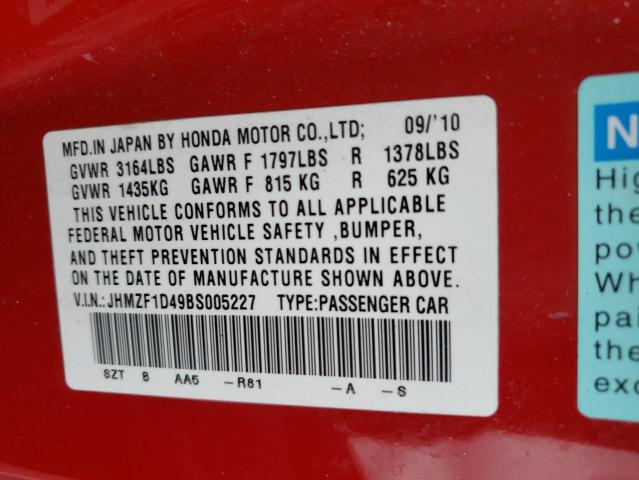 MFD.IN JAPAN BY HONDA MOTOR CO.,LTD; 09/'10
GVWR 3164LBS GAWR F 1797LBS R 1378LBS
GVWR 1435KG GAWR F 815 KG R 625 KG
THIS VEHICLE CONFORMS TO ALL APPLICABLE
FEDERAL MOTOR VEHICLE SAFETY ,BUMPER,
AND THEFT PREVENTION STANDARDS IN EFFECT
ON THE DATE OF MANUFACTURE SHOWN ABOVE.
V.I.N.:JHMZF1D49BS005227 TYPE:PASSENGER CAR
SZT B AA5 -R81 -A -S
N
Hig
the
pow
Wh
pai
the
exc